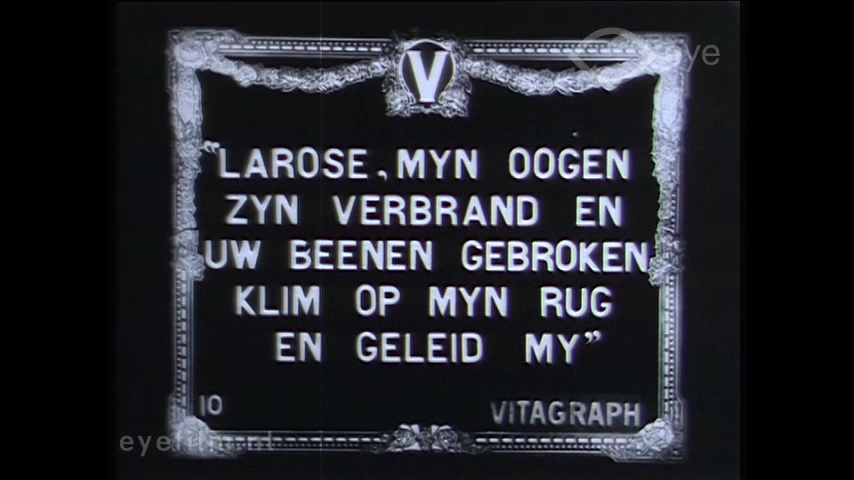 eye
V
"LAROSE, MYN OOGEN
ZYN VERBRAND EN
UW BEENEN GEBROKEN
KLIM OP MYN RUG
EN GELEID MY"
10
VITAGRAPH
eyefilm.nl